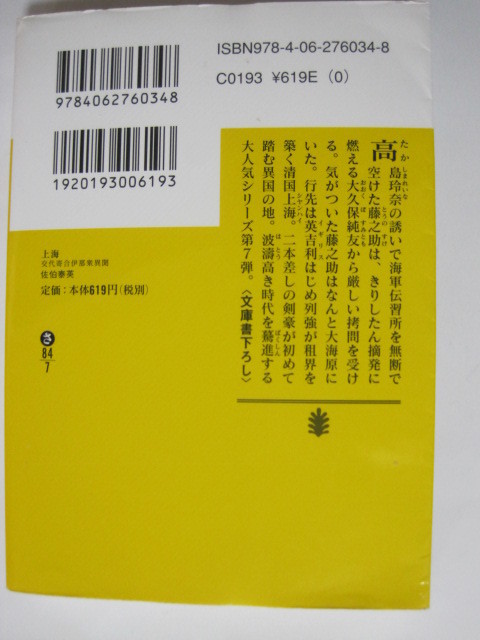 ISBN978-4-06-276034-8
C0193 ¥619E (0)
9784062760348
1920193006193
高島玲奈の誘いで海軍伝習所を無断で
空けた藤之助は、きりしたん摘発に
燃える大久保純友から厳しい拷問を受け
る。気がついた藤之助はなんと大海原に
いた。行先は英吉利はじめ列強が租界を
築く清国上海。二本差しの剣豪が初めて
踏む異国の地。波濤高き時代を驀進する
大人気シリーズ第7弾。〈文庫書下ろし〉
上海
交代寄合伊那衆異聞
佐伯泰英
定価:本体619円(税別)
さ
84
7